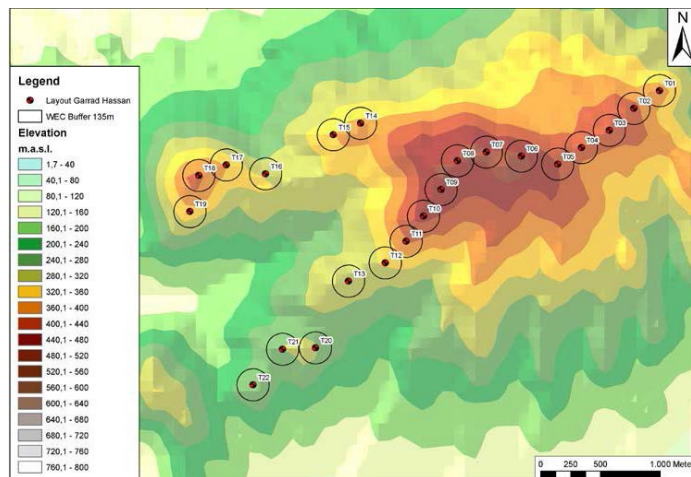 N
Legend
Layout Garrad Hassan
WEC Buffer 135m
Elevation
m.a.s.l.
1,7 - 40
40,1 - 80
80,1 - 120
120,1 - 160
160,1 - 200
200,1 - 240
240,1 - 280
280,1 - 320
320,1 - 360
360,1 - 400
400,1 - 440
440,1 - 480
480,1 - 520
520,1 - 560
560,1 - 600
600,1 - 640
640,1 - 680
680,1 - 720
720,1 - 760
760,1 - 800
T01
T02
T03
T04
T05
T06
T07
T08
T09
T10
T11
T12
T13
T14
T15
T16
T17
T18
T19
T20
T21
T22
0 250 500 1.000 Mete